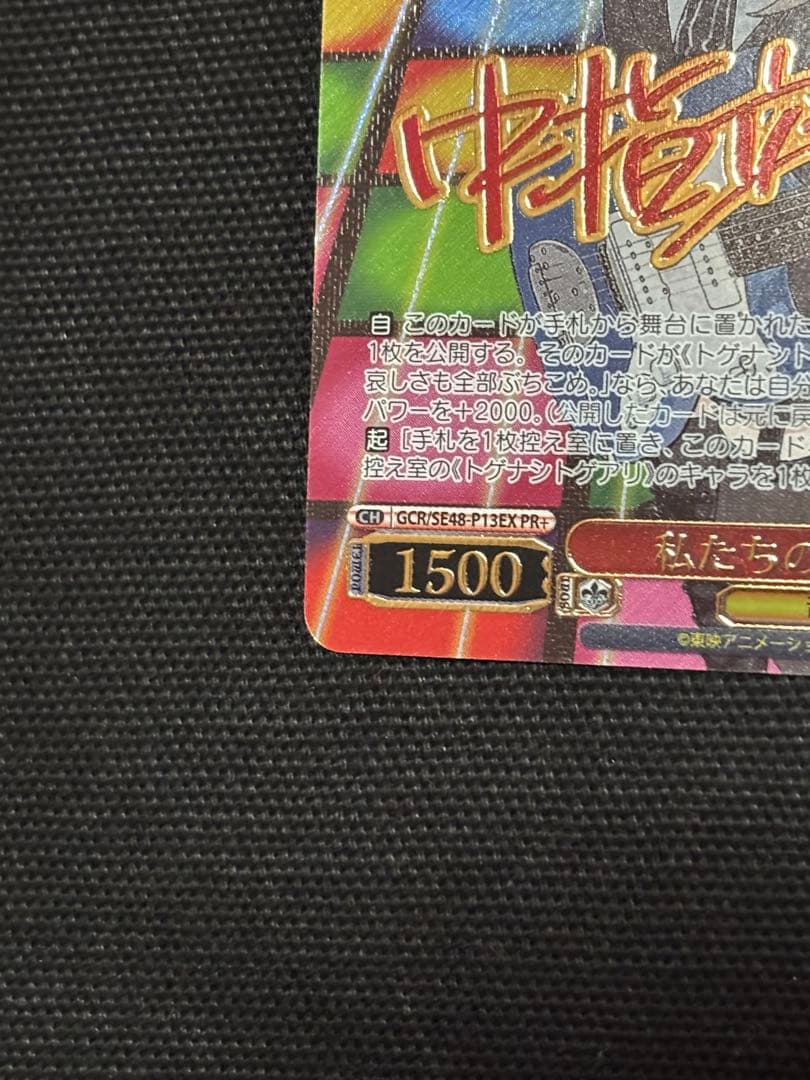 中指立
自 このカードが手札から舞台に置かれた
1枚を公開する。そのカードが《トゲナシト
哀しさも全部ぶちこめ。」なら、あなたは自分
パワーを+2000。(公開したカードは元に戻
起 [手札を1枚控え室に置き、このカード
控え室の《トゲナシトゲアリ》のキャラを1枚
CH GCR/SE48-P13EX PR+
POWER 1500
私たちの
SOUL
©東映アニメーショ